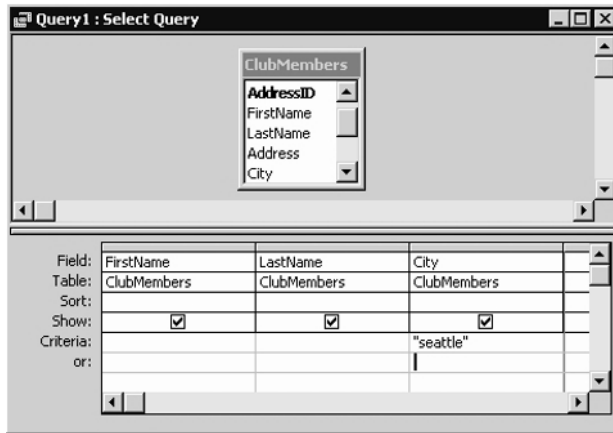 Query1 : Select Query
ClubMembers
AddressID
FirstName
LastName
Address
City
Field: FirstName LastName City
Table: ClubMembers ClubMembers ClubMembers
Sort:
Show:
Criteria: "seattle"
or: